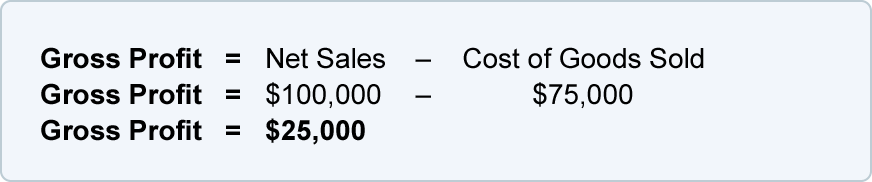 Gross Profit = Net Sales – Cost of Goods Sold
Gross Profit = $100,000 – $75,000
Gross Profit = $25,000